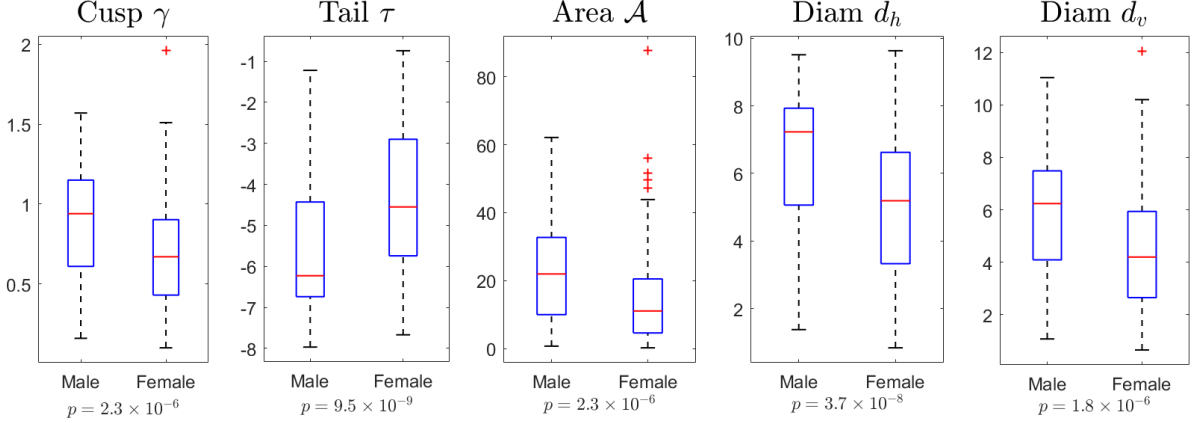 Cusp γ
2
1.5
1
0.5
Male Female
p = 2.3 × 10⁻⁶
Tail τ
-1
-2
-3
-4
-5
-6
-7
-8
Male Female
p = 9.5 × 10⁻⁹
Area 𝒜
80
60
40
20
0
Male Female
p = 2.3 × 10⁻⁶
Diam dₕ
10
8
6
4
2
Male Female
p = 3.7 × 10⁻⁸
Diam dᵥ
12
10
8
6
4
2
Male Female
p = 1.8 × 10⁻⁶